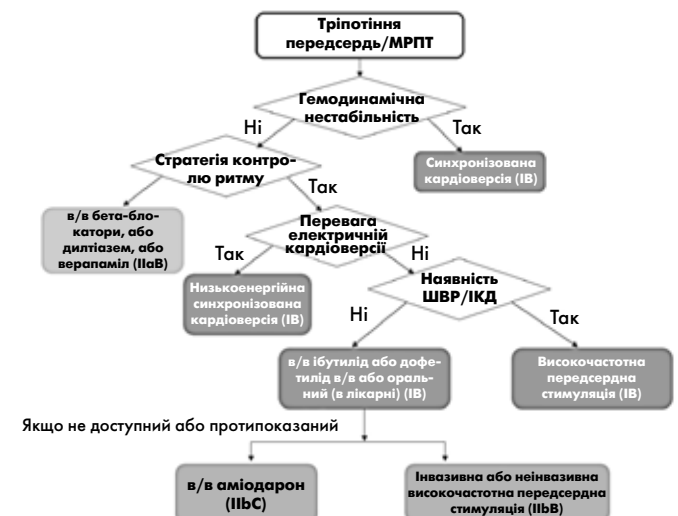 Тріпотіння
передсердь/МРПТ
Гемодинамічна
нестабільність
Ні
Так
Стратегія контро-
лю ритму
Синхронізована
кардіоверсія (IB)
Так
в/в бета-бло-
катори, або
дилтіазем, або
верапаміл (IIaB)
Перевага
електричній
кардіоверсії
Так
Ні
Низькоенергійна
синхронізована
кардіоверсія (IB)
Наявність
ШВР/ІКД
Ні
Так
в/в ібутилід або дофе-
тилід в/в або ораль-
ний (в лікарні) (IB)
Високочастотна
передсердна
стимуляція (IB)
Якщо не доступний або протипоказаний
в/в аміодарон
(IIbC)
Інвазивна або неінвазивна
високочастотна передсердна
стимуляція (IIbB)